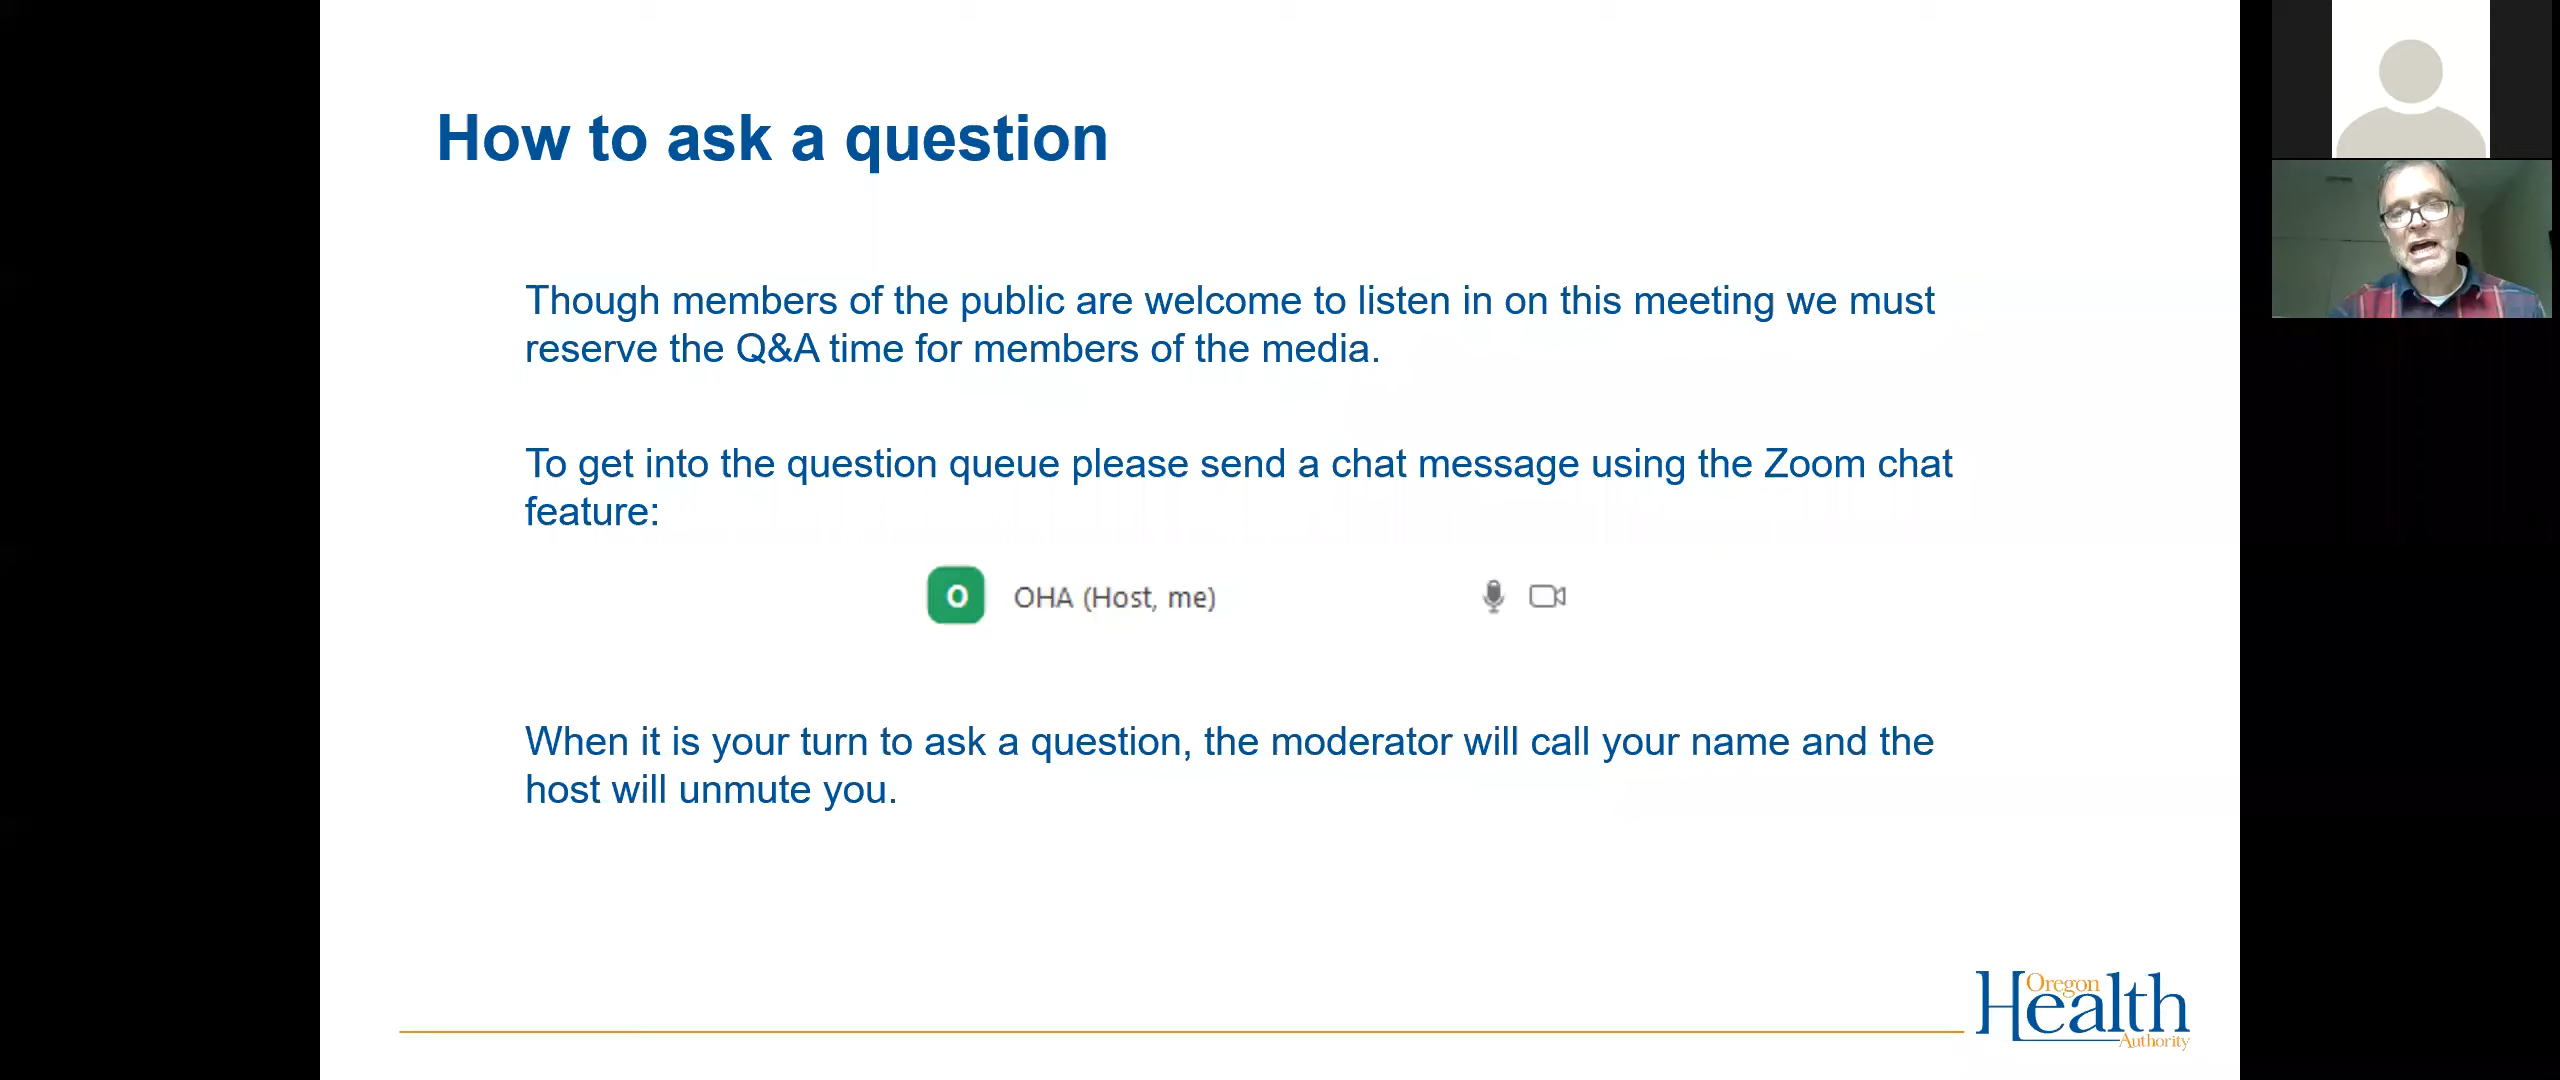 How to ask a question
Though members of the public are welcome to listen in on this meeting we must
reserve the Q&A time for members of the media.
To get into the question queue please send a chat message using the Zoom chat
feature:
O OHA (Host, me)
When it is your turn to ask a question, the moderator will call your name and the
host will unmute you.
Oregon
Health
Authority